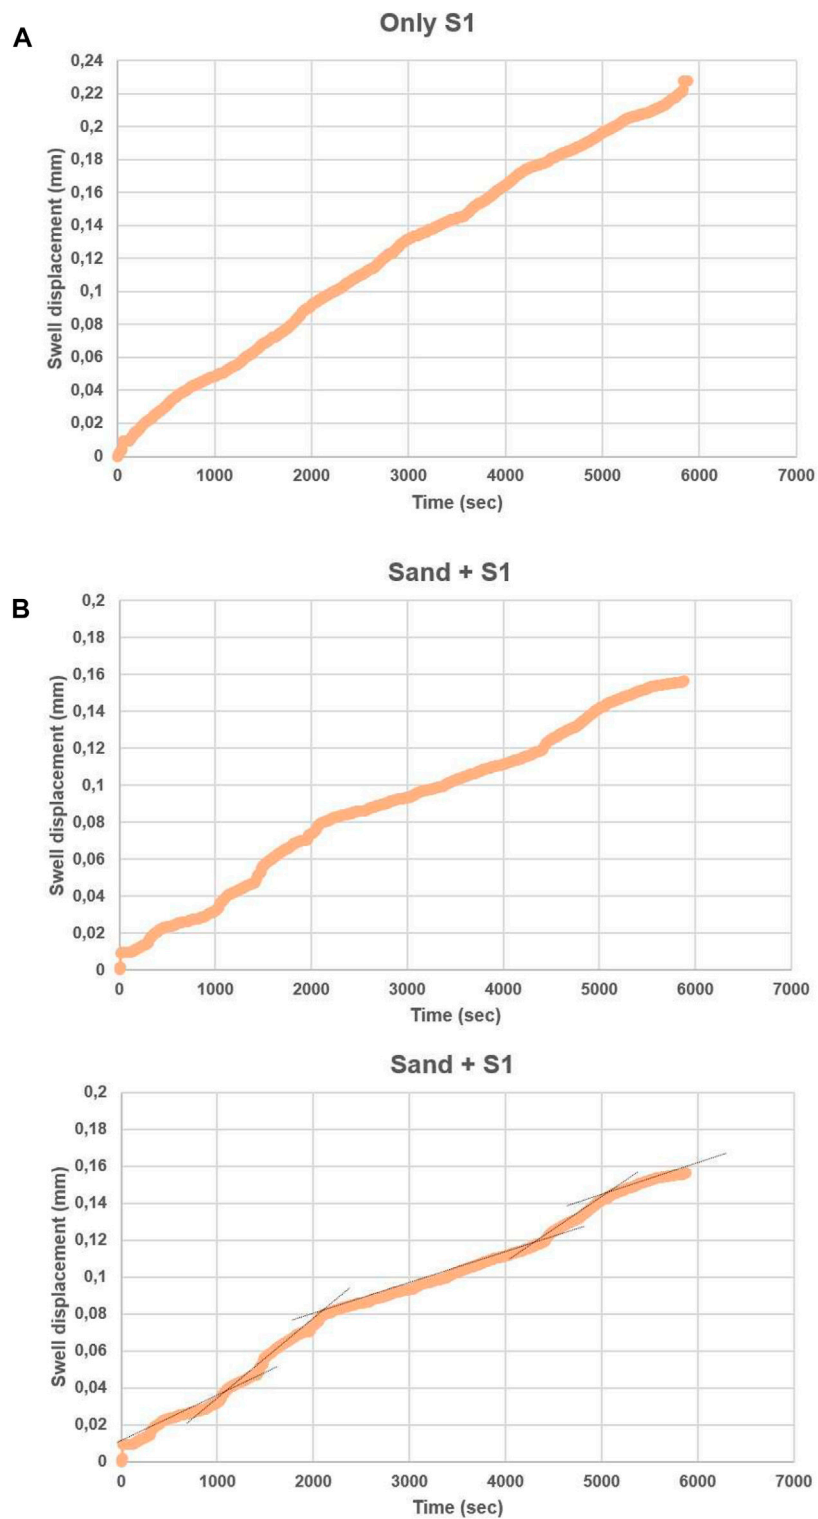 A
Only S1
0,24
0,22
0,2
0,18
0,16
0,14
0,12
0,1
0,08
0,06
0,04
0,02
0
Swell displacement (mm)
0 1000 2000 3000 4000 5000 6000 7000
Time (sec)
B
Sand + S1
0,2
0,18
0,16
0,14
0,12
0,1
0,08
0,06
0,04
0,02
0
Swell displacement (mm)
0 1000 2000 3000 4000 5000 6000 7000
Time (sec)
Sand + S1
0,2
0,18
0,16
0,14
0,12
0,1
0,08
0,06
0,04
0,02
0
Swell displacement (mm)
0 1000 2000 3000 4000 5000 6000 7000
Time (sec)